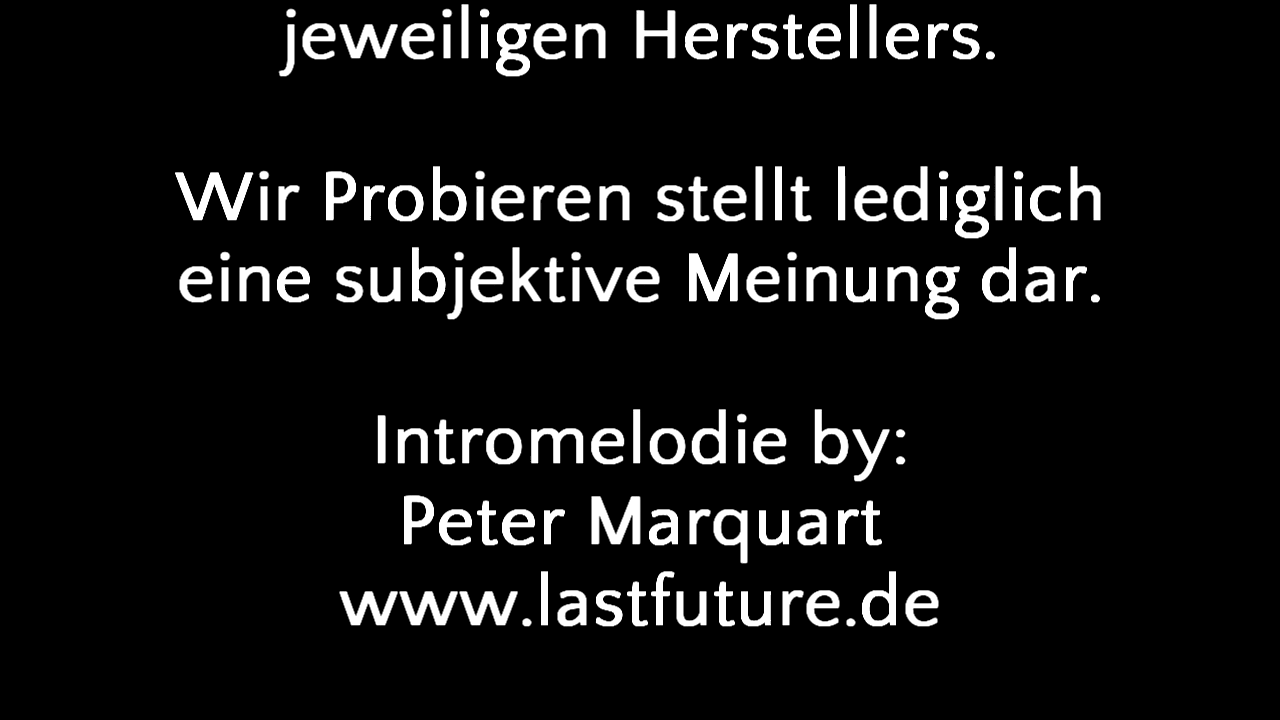 jeweiligen Herstellers.
Wir Probieren stellt lediglich
eine subjektive Meinung dar.
Intromelodie by:
Peter Marquart
www.lastfuture.de